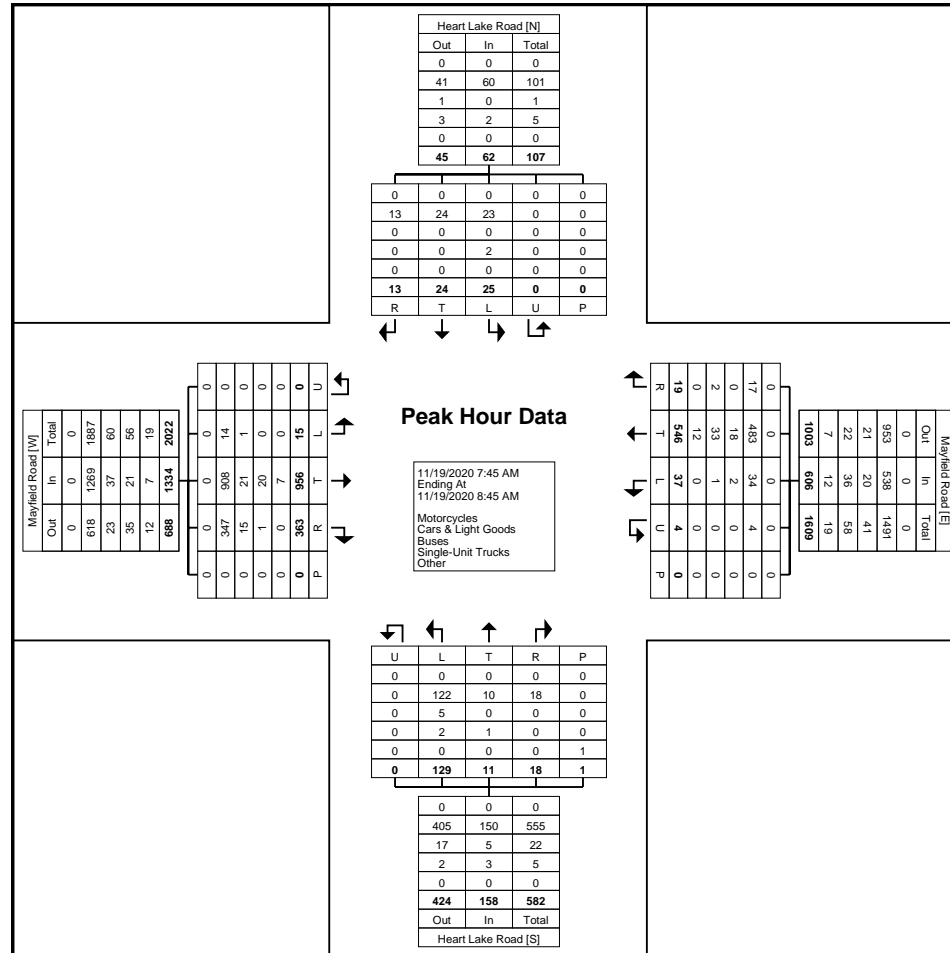 Heart Lake Road [N]
Out In Total
0 0 0
41 60 101
1 0 1
3 2 5
0 0 0
45 62 107
0 0 0 0 0
13 24 23 0 0
0 0 0 0 0
0 0 2 0 0
0 0 0 0 0
13 24 25 0 0
R T L U P
Mayfield Road [W]
Out In Total
0 0 0
618 1269 1887
23 37 60
35 21 56
12 7 19
688 1334 2022
0 0 0 0 0
0 347 908 14 0
0 15 21 1 0
0 1 20 0 0
0 0 7 0 0
0 363 956 15 0
P R T L U
Peak Hour Data
11/19/2020 7:45 AM
Ending At
11/19/2020 8:45 AM
Motorcycles
Cars & Light Goods
Buses
Single-Unit Trucks
Other
Mayfield Road [E]
Out In Total
0 0 0
953 538 1491
21 20 41
22 36 58
7 12 19
1003 606 1609
0 0 0 0 0
17 483 34 4 0
0 18 2 0 0
2 33 1 0 0
0 12 0 0 0
19 546 37 4 0
R T L U P
U L T R P
0 0 0 0 0
0 122 10 18 0
0 5 0 0 0
0 2 1 0 0
0 0 0 0 1
0 129 11 18 1
0 0 0
405 150 555
17 5 22
2 3 5
0 0 0
424 158 582
Out In Total
Heart Lake Road [S]